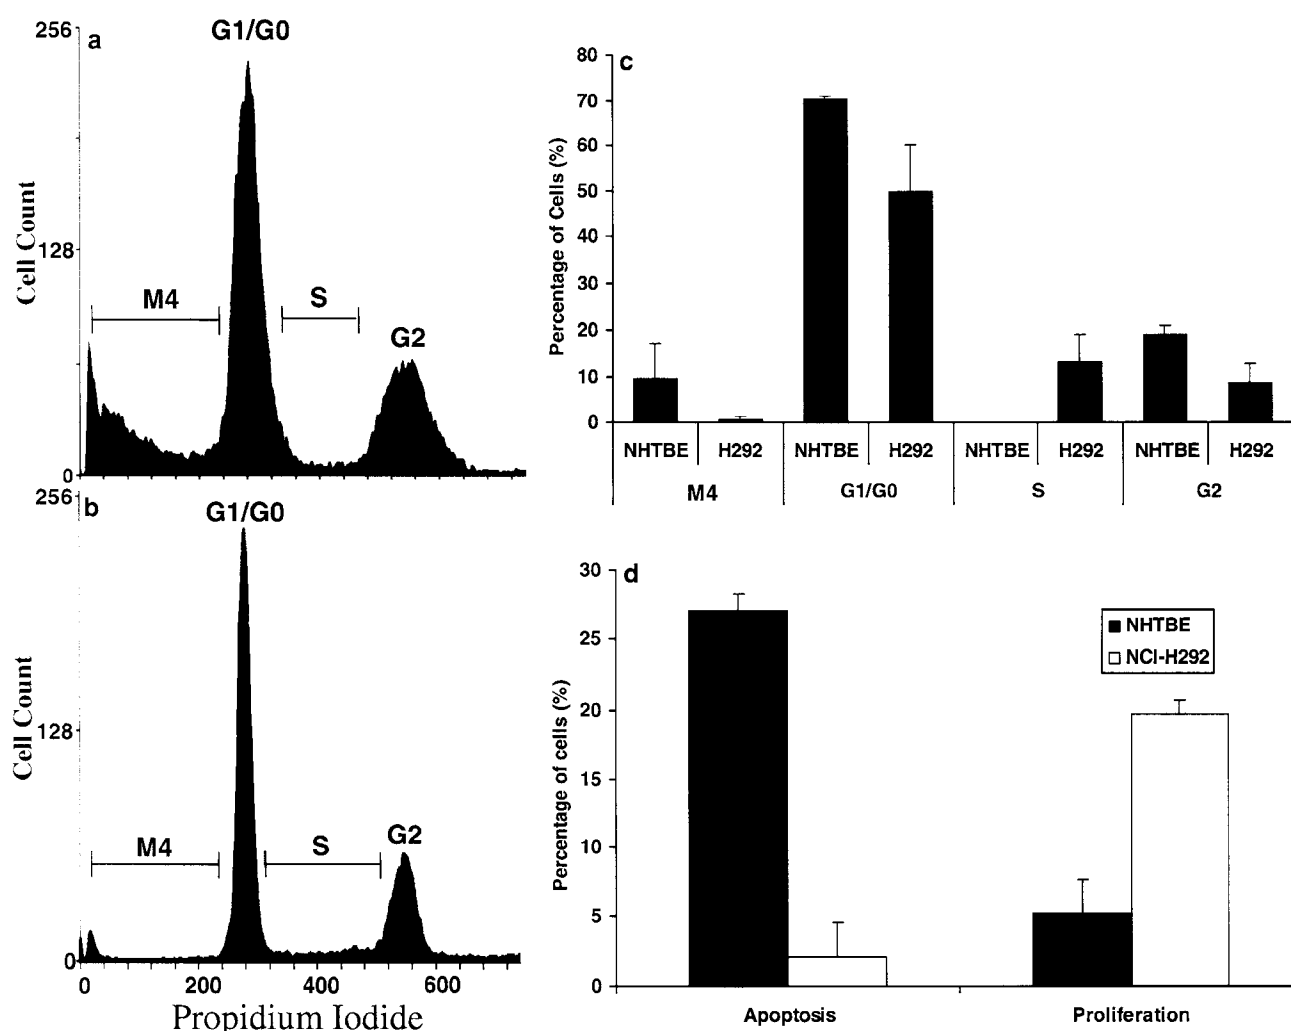 a
G1/G0
256
128
0
Cell Count
M4
S
G2
b
G1/G0
256
128
0
Cell Count
M4
S
G2
0 200 400 600
Propidium Iodide
c
80
70
60
50
40
30
20
10
0
Percentage of Cells (%)
NHTBE H292 NHTBE H292 NHTBE H292 NHTBE H292
M4 G1/G0 S G2
d
30
25
20
15
10
5
0
Percentage of cells (%)
NHTBE
NCI-H292
Apoptosis Proliferation